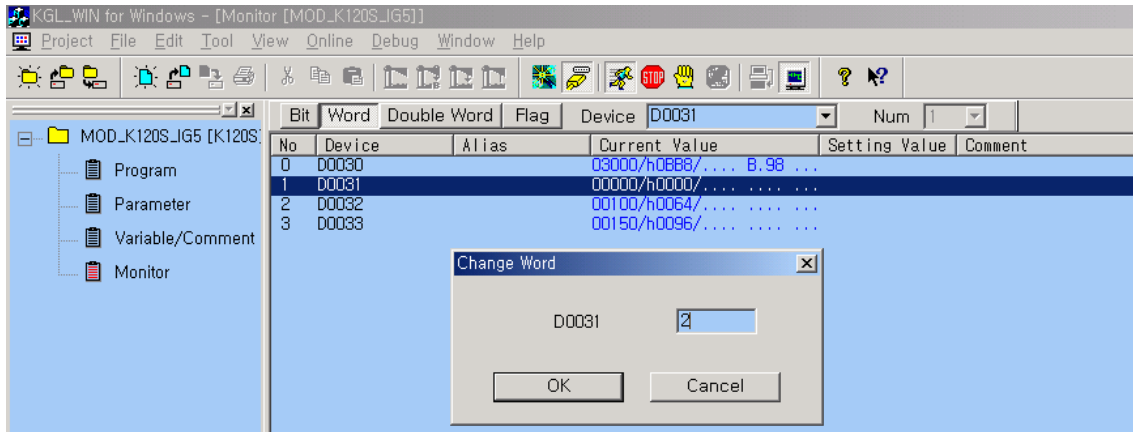 KGL_WIN for Windows - [Monitor [MOD_K120S_IG5]]
Project File Edit Tool View Online Debug Window Help
STOP
Bit Word Double Word Flag Device D0031 Num 1
MOD_K120S_IG5 [K120S
Program
Parameter
Variable/Comment
Monitor
No Device Alias Current Value Setting Value Comment
0 D0030 03000/h0BB8/.... B.98 ...
1 D0031 00000/h0000/.... .... ...
2 D0032 00100/h0064/.... .... ...
3 D0033 00150/h0096/.... .... ...
Change Word
D0031 2
OK Cancel